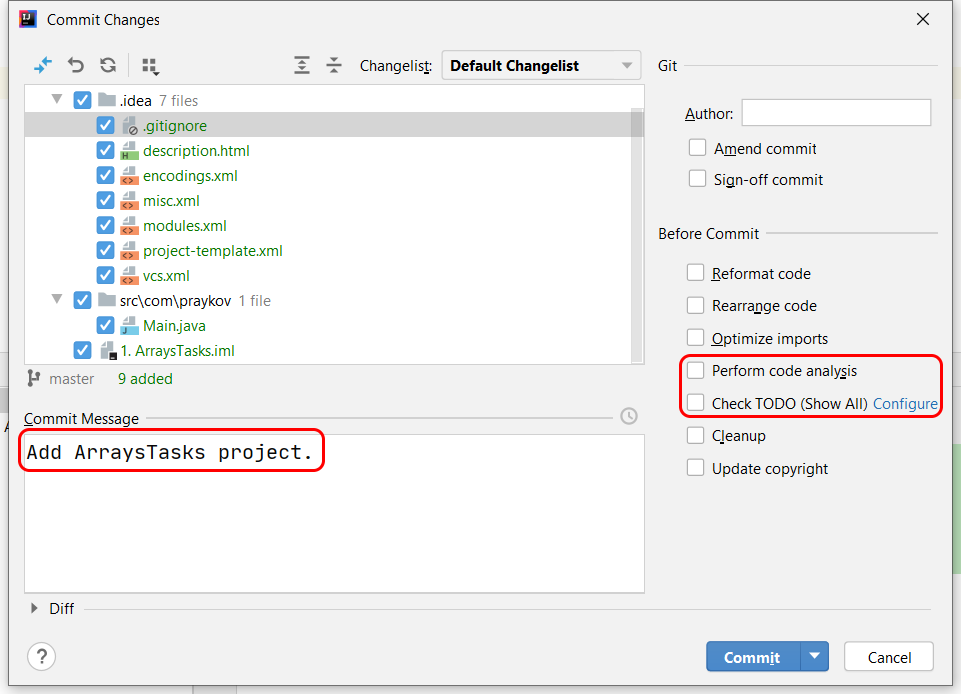 Commit Changes
Changelist: Default Changelist
.idea 7 files
.gitignore
description.html
encodings.xml
misc.xml
modules.xml
project-template.xml
vcs.xml
src\com\praykov 1 file
Main.java
1. ArraysTasks.iml
master 9 added
Commit Message
Add ArraysTasks project.
Diff
Git
Author:
Amend commit
Sign-off commit
Before Commit
Reformat code
Rearrange code
Optimize imports
Perform code analysis
Check TODO (Show All) Configure
Cleanup
Update copyright
? Commit Cancel